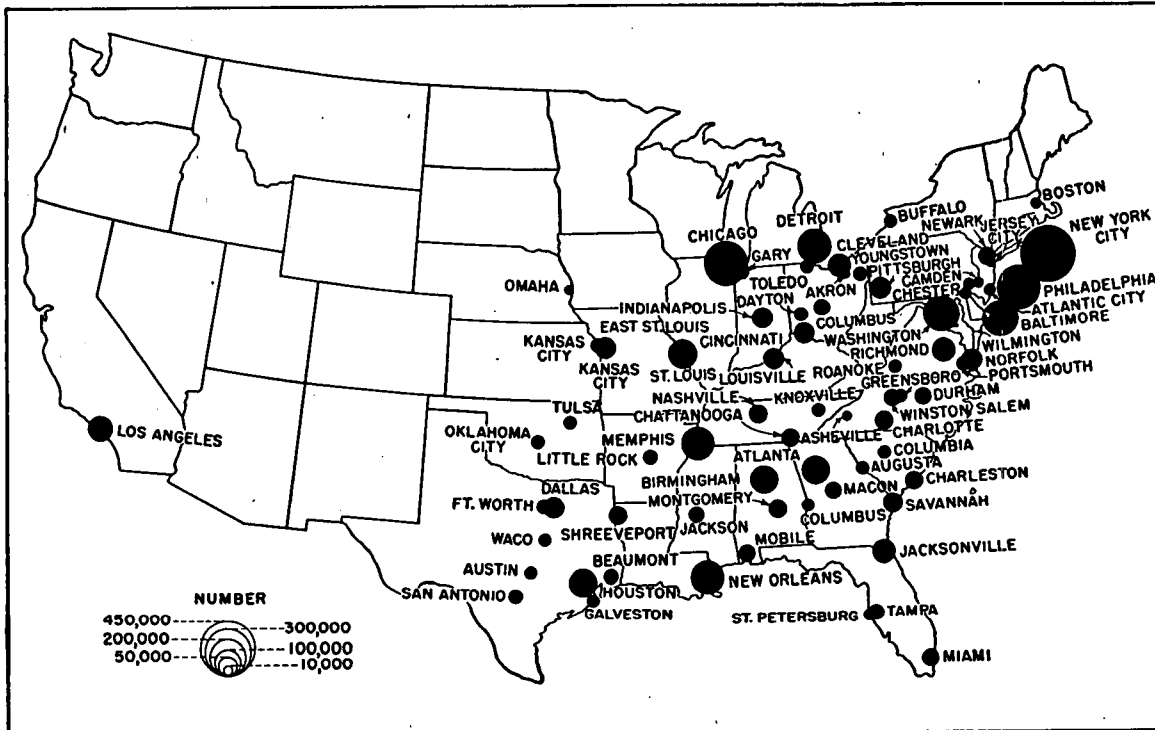 BOSTON
BUFFALO
DETROIT
NEWARK
JERSEY
CITY
NEW YORK
CITY
CHICAGO
CLEVELAND
GARY
YOUNGSTOWN
PITTSBURGH
TOLEDO
CAMDEN
AKRON
CHESTER
PHILADELPHIA
OMAHA
INDIANAPOLIS
DAYTON
ATLANTIC CITY
COLUMBUS
BALTIMORE
EAST ST. LOUIS
CINCINNATI
WASHINGTON
KANSAS
CITY
WILMINGTON
RICHMOND
NORFOLK
KANSAS
CITY
ST. LOUIS
LOUISVILLE
ROANOKE
PORTSMOUTH
GREENSBORO
NASHVILLE
KNOXVILLE
DURHAM
TULSA
CHATTANOOGA
WINSTON SALEM
LOS ANGELES
OKLAHOMA
CITY
MEMPHIS
ASHEVILLE
CHARLOTTE
LITTLE ROCK
ATLANTA
COLUMBIA
AUGUSTA
BIRMINGHAM
CHARLESTON
DALLAS
MACON
FT. WORTH
MONTGOMERY
SAVANNAH
COLUMBUS
SHREEVEPORT
JACKSON
WACO
MOBILE
JACKSONVILLE
BEAUMONT
AUSTIN
NEW ORLEANS
SAN ANTONIO
HOUSTON
GALVESTON
ST. PETERSBURG
TAMPA
MIAMI
NUMBER
450,000
300,000
200,000
100,000
50,000
10,000